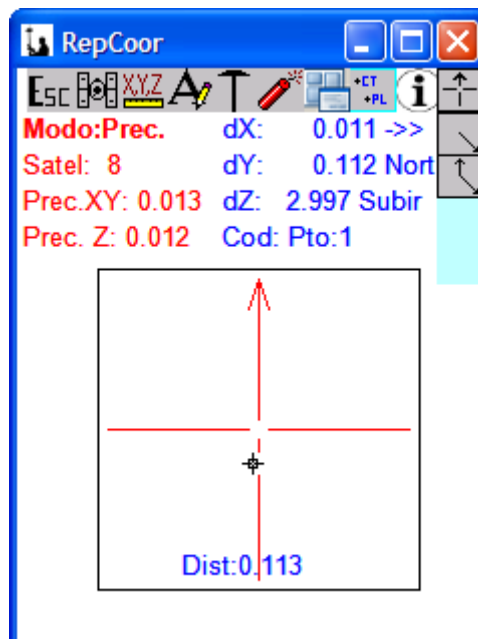 RepCoor
Esc XYZ A +CT +PL i
Modo:Prec. dX: 0.011 ->>
Satel: 8 dY: 0.112 Nort
Prec.XY: 0.013 dZ: 2.997 Subir
Prec. Z: 0.012 Cod: Pto:1
Dist:0.113